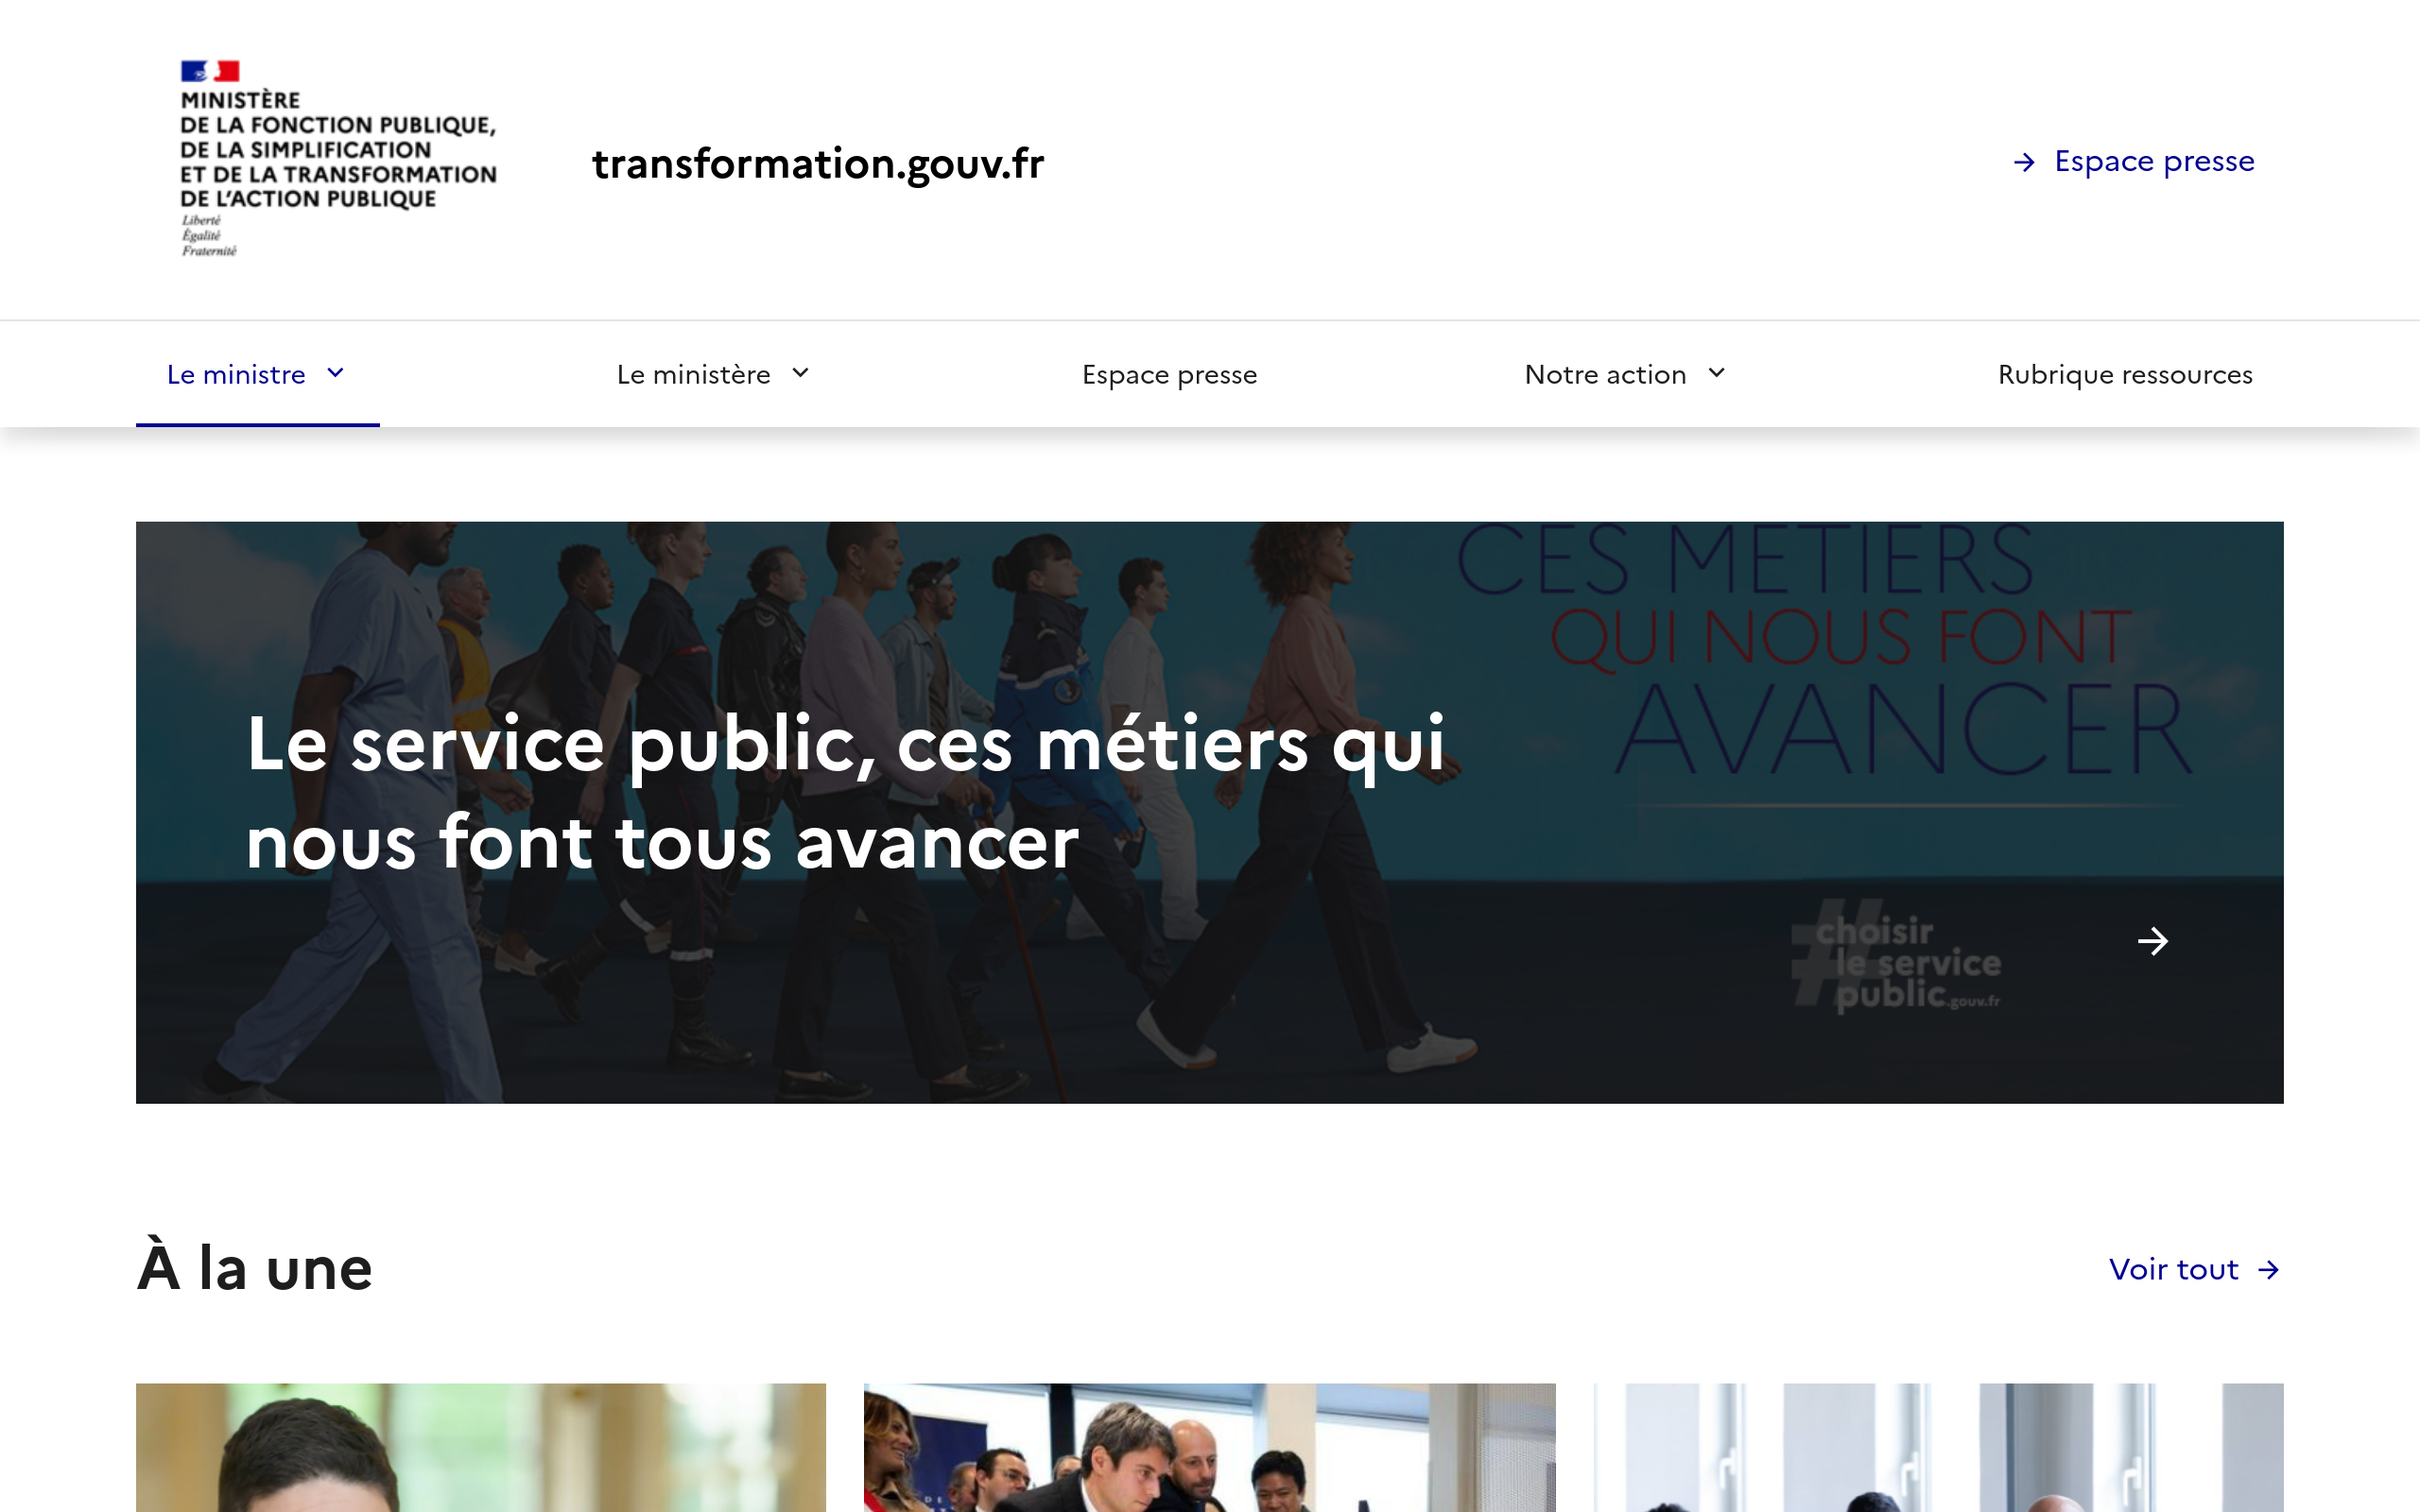 MINISTÈRE
DE LA FONCTION PUBLIQUE,
DE LA SIMPLIFICATION
ET DE LA TRANSFORMATION
DE L'ACTION PUBLIQUE
Liberté
Égalité
Fraternité
transformation.gouv.fr
Espace presse
Le ministre
Le ministère
Espace presse
Notre action
Rubrique ressources
CES MÉTIERS
QUI NOUS FONT
AVANCER
Le service public, ces métiers qui
nous font tous avancer
#choisir
le service
public.gouv.fr
À la une
Voir tout